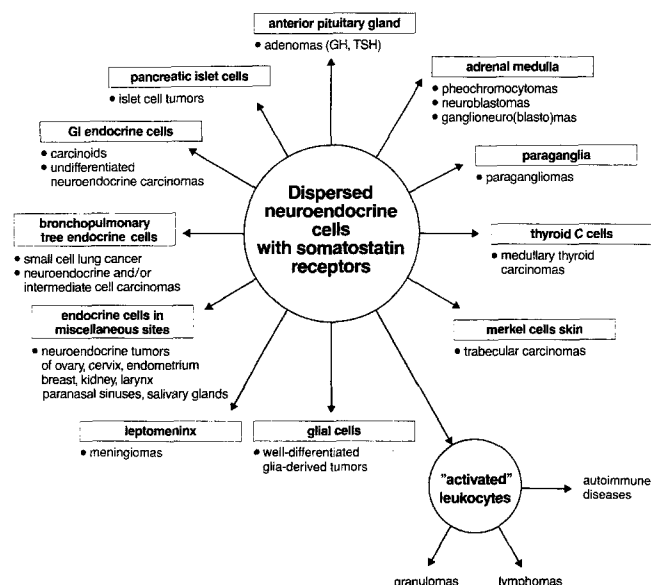 anterior pituitary gland
• adenomas (GH, TSH)
pancreatic islet cells
• islet cell tumors
adrenal medulla
• pheochromocytomas
• neuroblastomas
• ganglioneuro(blasto)mas
GI endocrine cells
• carcinoids
• undifferentiated
neuroendocrine carcinomas
paraganglia
• paragangliomas
Dispersed
neuroendocrine
cells
with somatostatin
receptors
bronchopulmonary
tree endocrine cells
• small cell lung cancer
• neuroendocrine and/or
intermediate cell carcinomas
thyroid C cells
• medullary thyroid
carcinomas
endocrine cells in
miscellaneous sites
• neuroendocrine tumors
of ovary, cervix, endometrium
breast, kidney, larynx
paranasal sinuses, salivary glands
merkel cells skin
• trabecular carcinomas
leptomeninx
• meningiomas
glial cells
• well-differentiated
glia-derived tumors
"activated"
leukocytes
autoimmune
diseases
granulomas
lymphomas